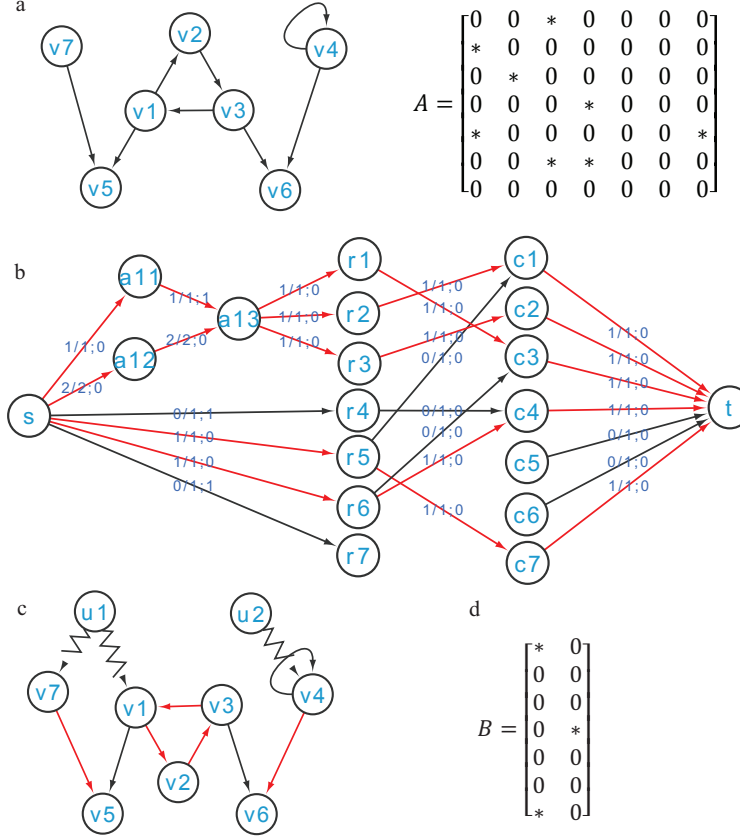 a
v7
v2
v4
v1
v3
v5
v6
A =
0 0 * 0 0 0 0
* 0 0 0 0 0 0
0 * 0 0 0 0 0
0 0 0 * 0 0 0
* 0 0 0 0 0 *
0 0 * * 0 0 0
0 0 0 0 0 0 0
b
a11
a12
a13
s
r1
r2
r3
r4
r5
r6
r7
c1
c2
c3
c4
c5
c6
c7
t
1/1;0
2/2;0
1/1;1
2/2;0
1/1;0
1/1;0
1/1;0
0/1;1
1/1;0
1/1;0
0/1;1
1/1;0
1/1;0
1/1;0
0/1;0
0/1;0
0/1;0
1/1;0
1/1;0
1/1;0
1/1;0
1/1;0
1/1;0
0/1;0
0/1;0
1/1;0
c
u1
u2
v7
v1
v3
v4
v2
v5
v6
d
B =
* 0
0 0
0 0
0 *
0 0
0 0
* 0